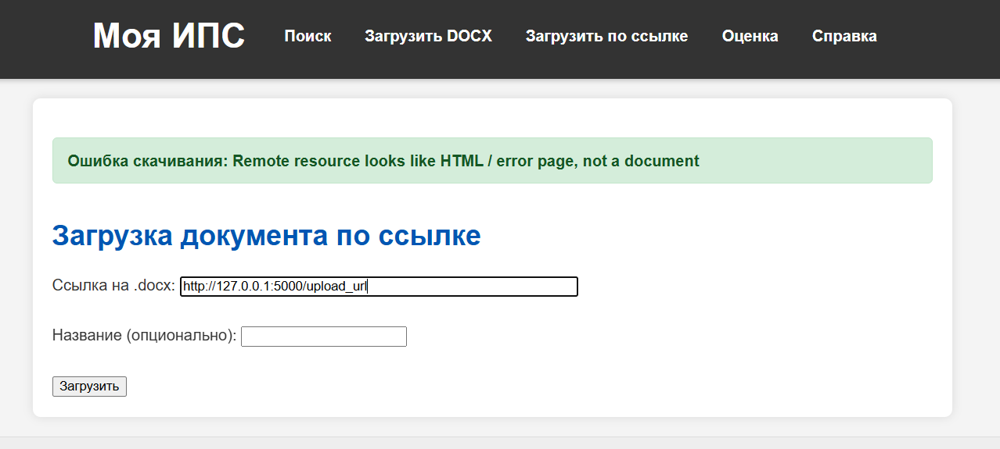 Моя ИПС Поиск Загрузить DOCX Загрузить по ссылке Оценка Справка
Ошибка скачивания: Remote resource looks like HTML / error page, not a document
Загрузка документа по ссылке
Ссылка на .docx: http://127.0.0.1:5000/upload_url
Название (опционально):
Загрузить